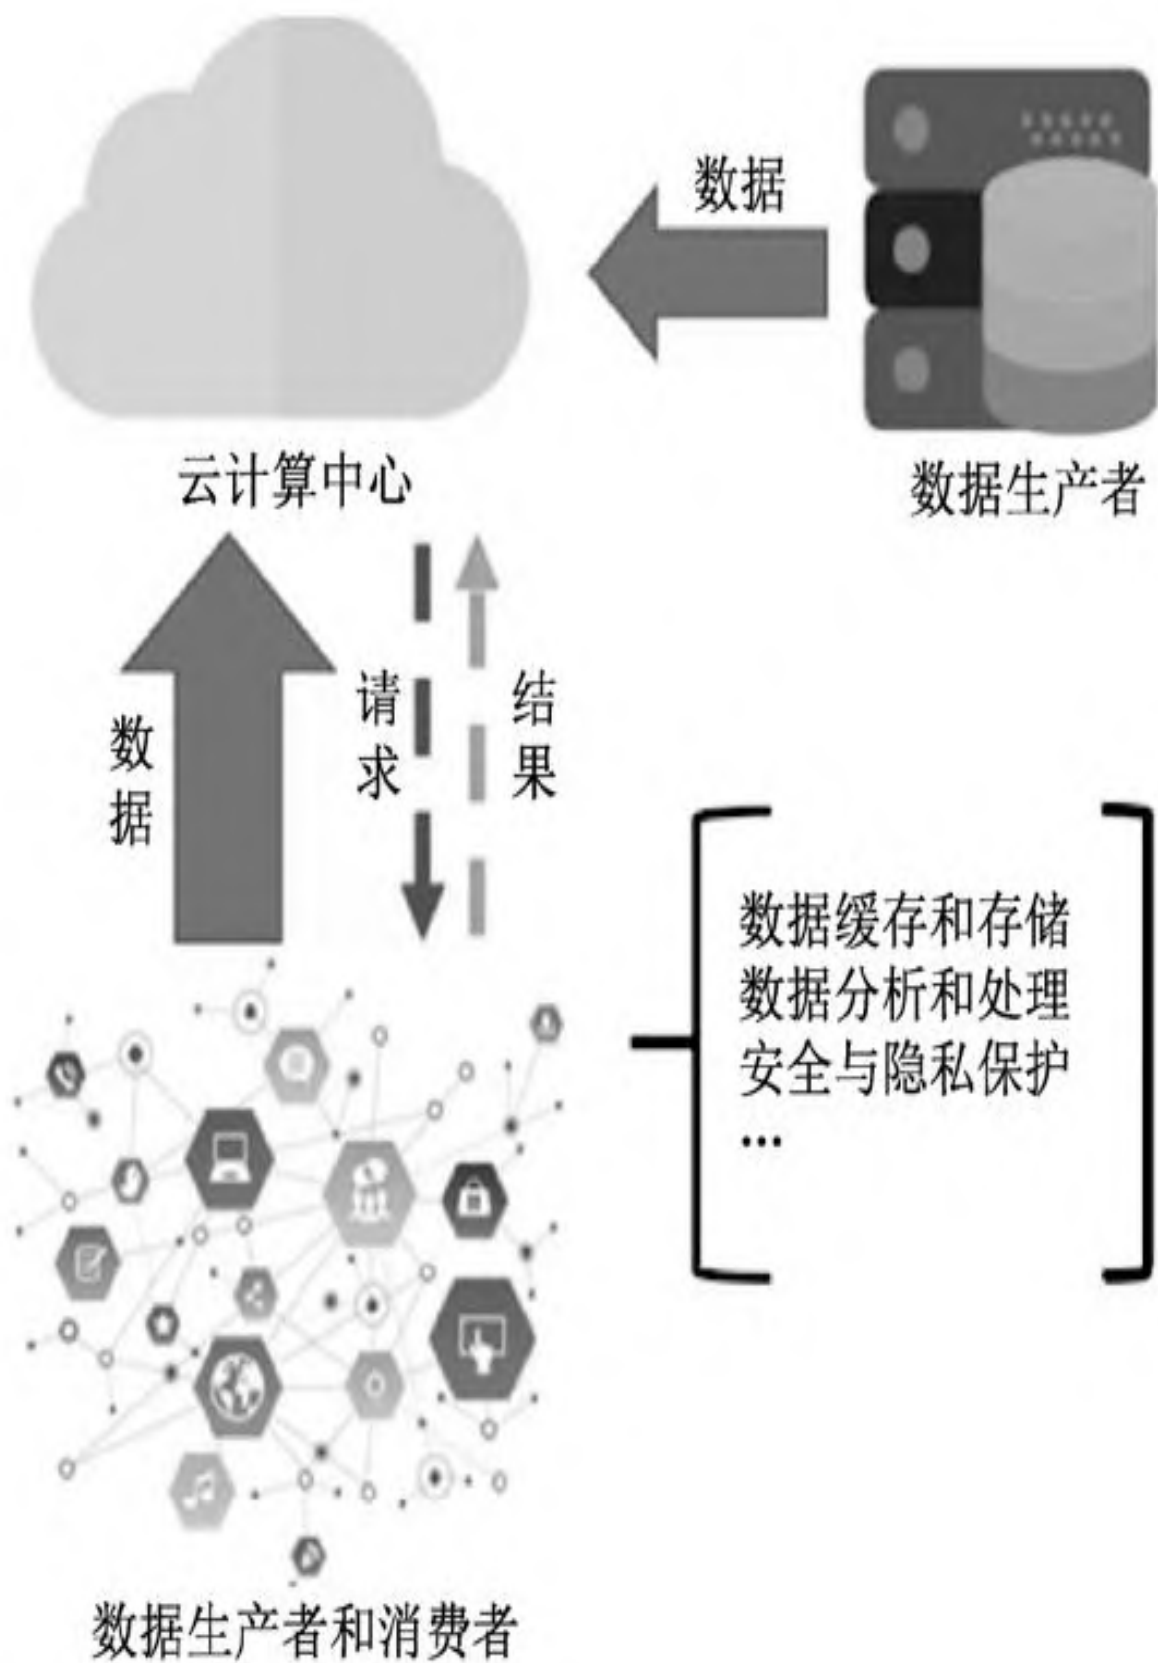 数据
云计算中心
数据生产者
数据
请求
结果
数据缓存和存储
数据分析和处理
安全与隐私保护
...
数据生产者和消费者